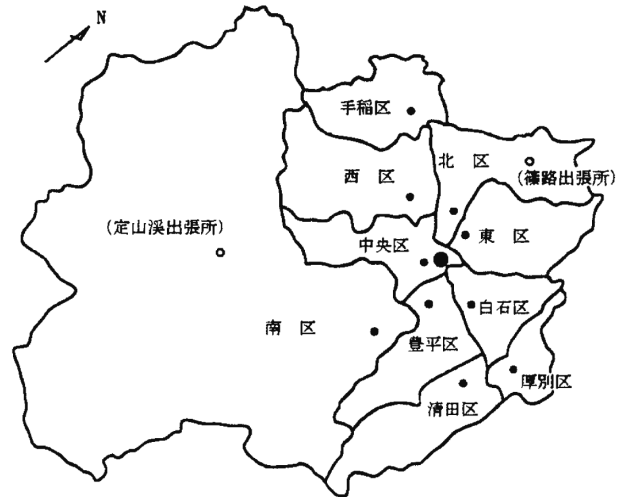 N
手稲区
北 区
西 区
(篠路出張所)
(定山渓出張所)
中央区
東 区
南 区
白石区
豊平区
厚別区
清田区